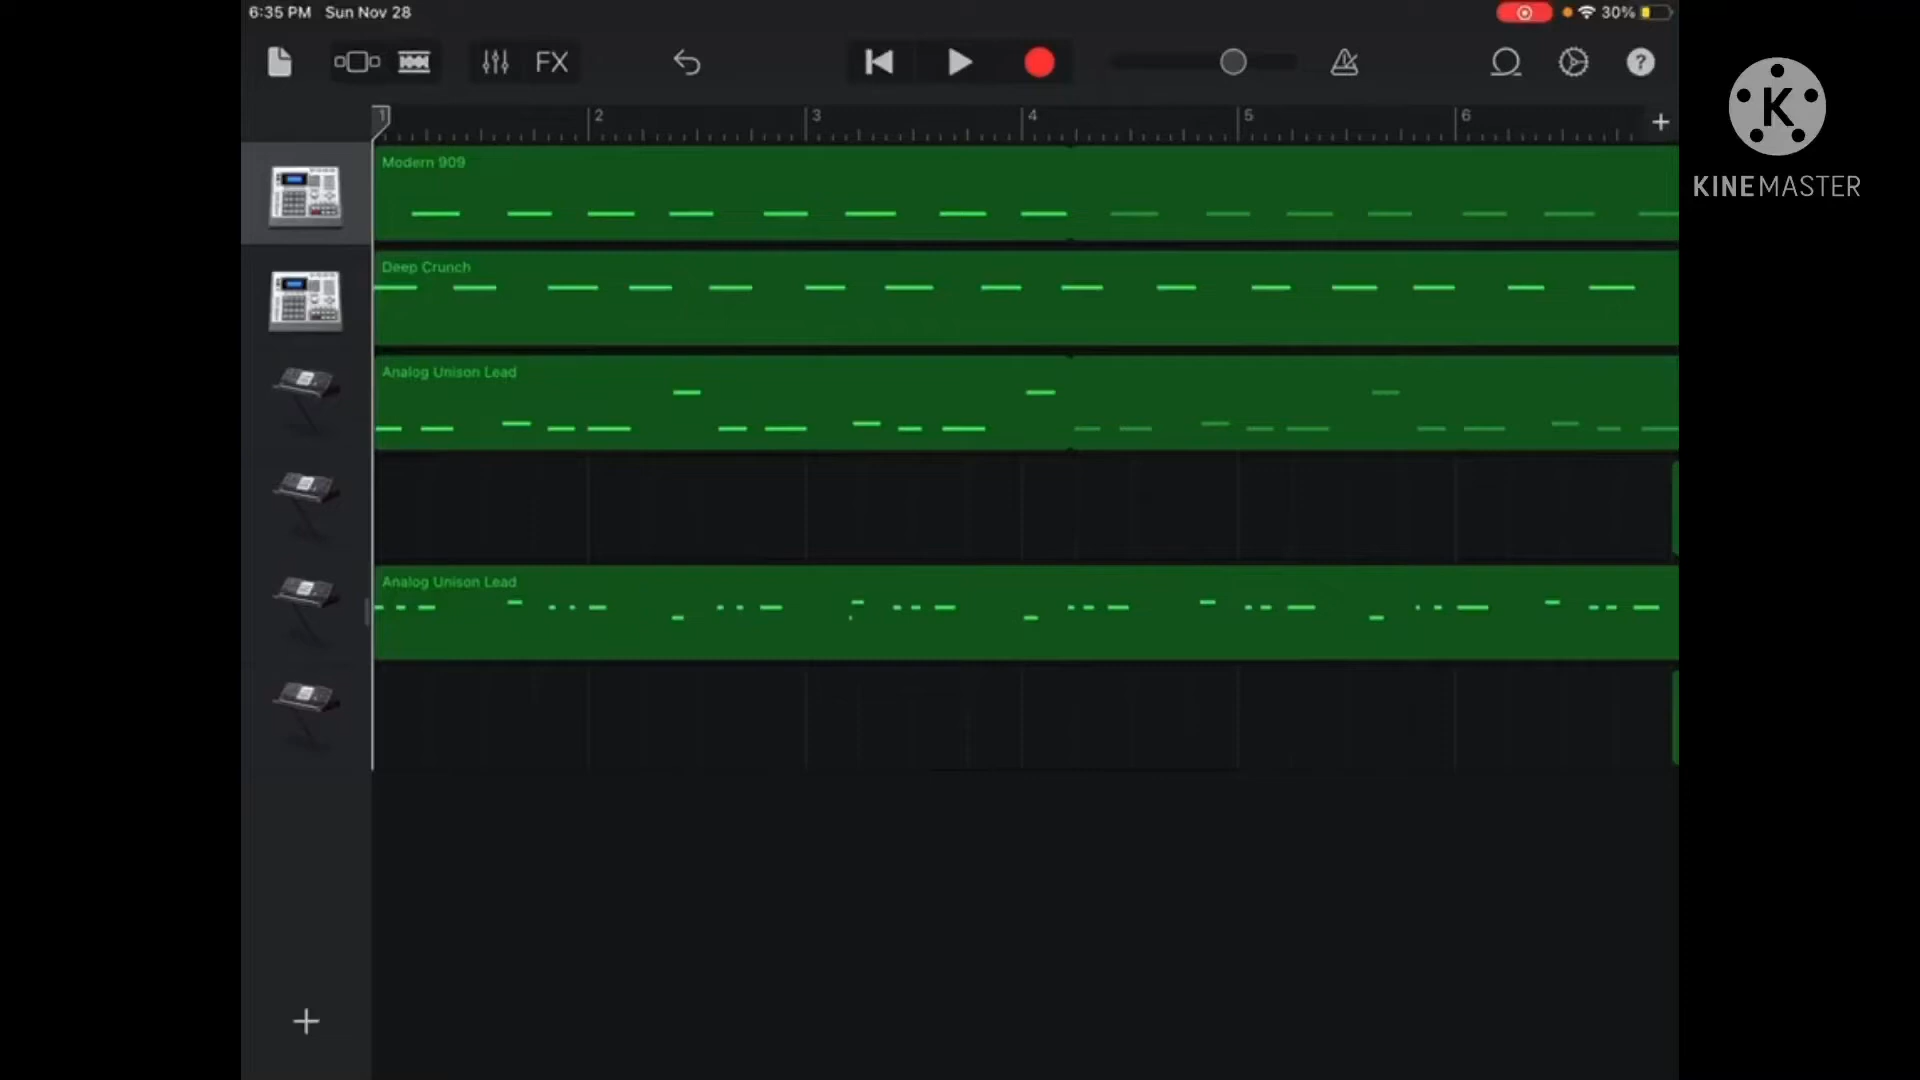 6:35 PM Sun Nov 28
30%
FX
?
1 2 3 4 5 6 +
Modern 909
Deep Crunch
Analog Unison Lead
Analog Unison Lead
+
K
KINEMASTER